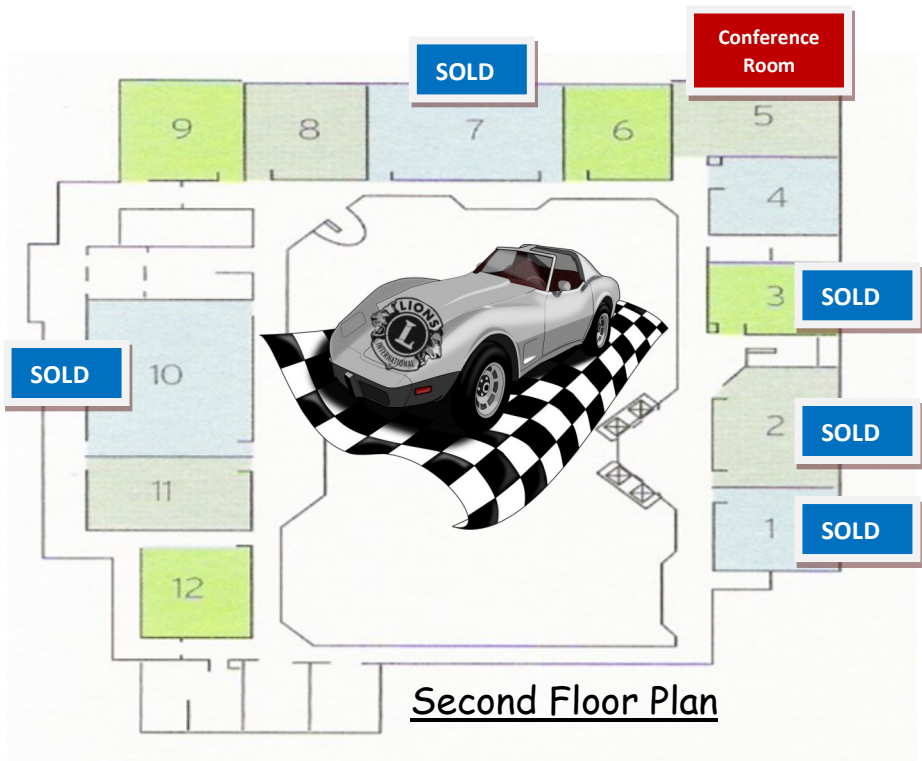 Conference
Room
SOLD
9
8
7
6
5
4
3
SOLD
10
SOLD
2
SOLD
11
1
SOLD
12
LIONS
L
INTERNATIONAL
Second Floor Plan